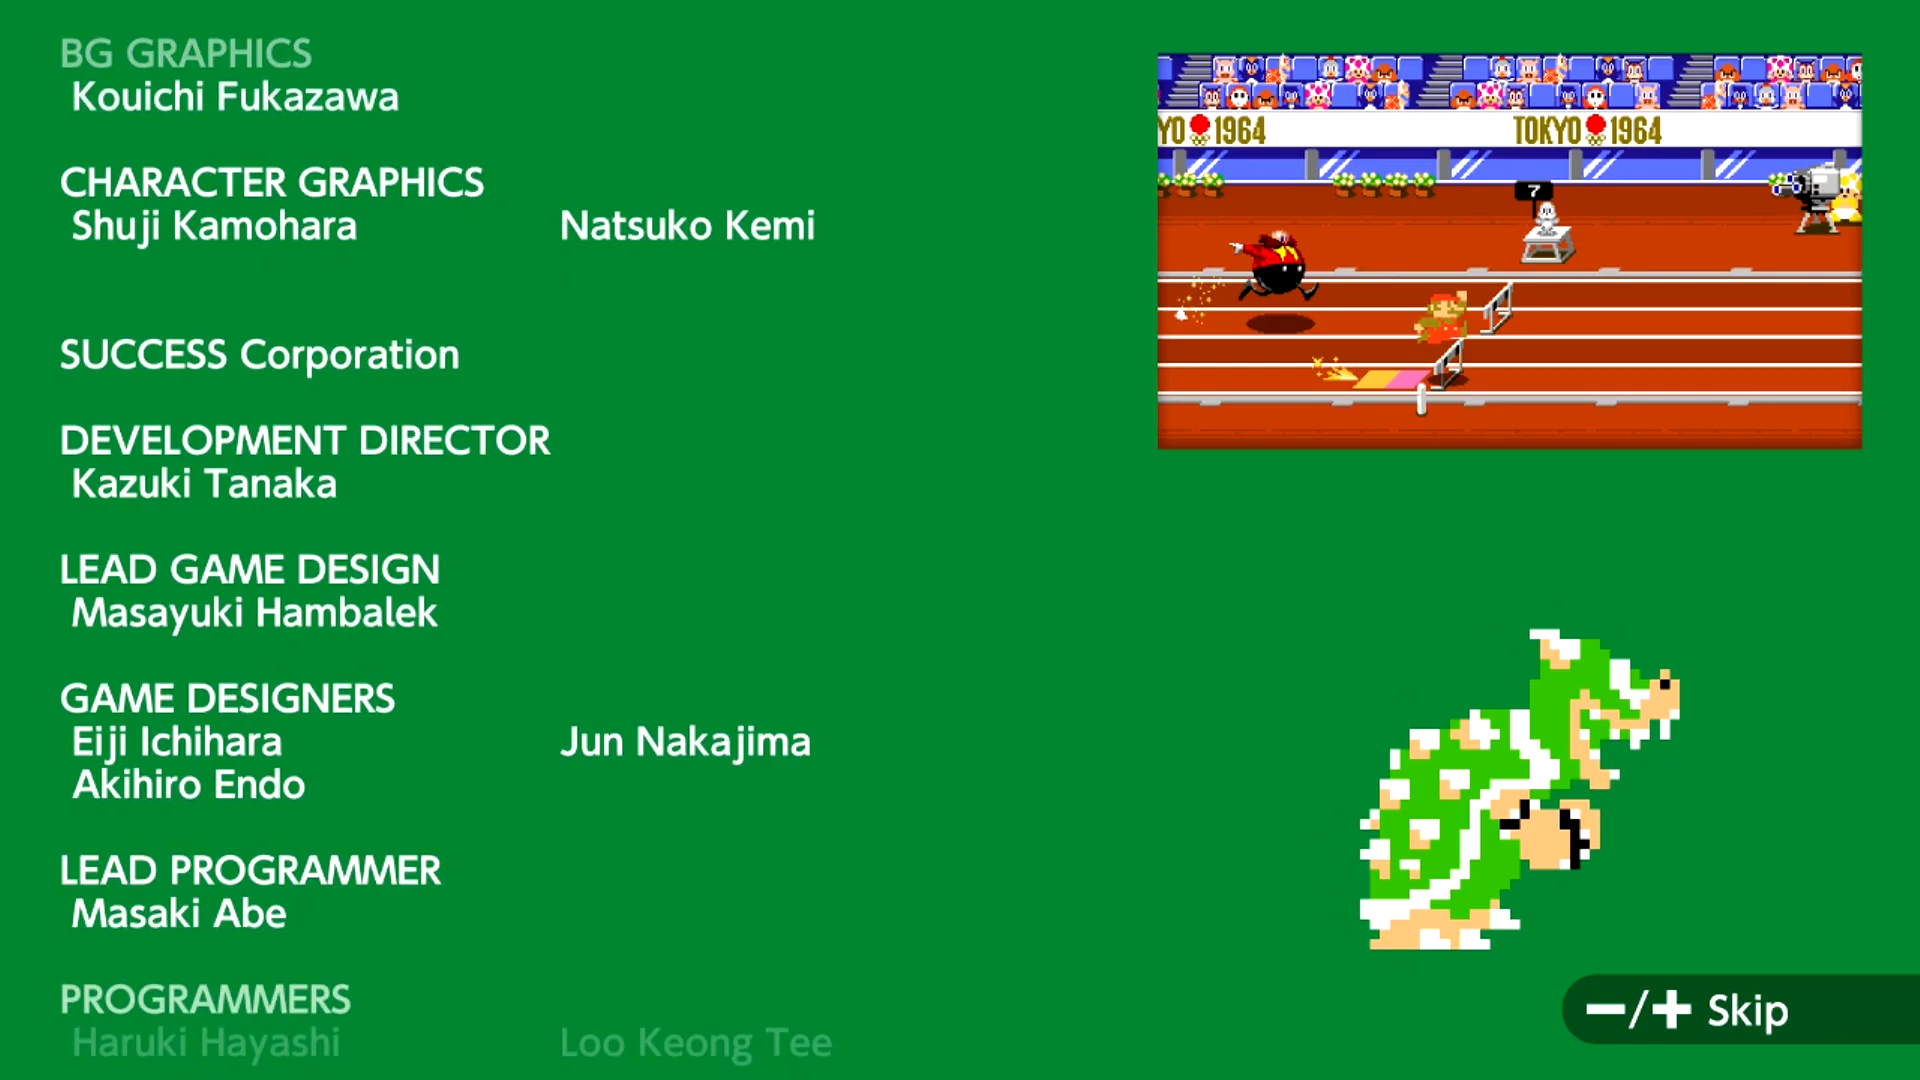 BG GRAPHICS
Kouichi Fukazawa
CHARACTER GRAPHICS
Shuji Kamohara Natsuko Kemi
SUCCESS Corporation
DEVELOPMENT DIRECTOR
Kazuki Tanaka
LEAD GAME DESIGN
Masayuki Hambalek
GAME DESIGNERS
Eiji Ichihara Jun Nakajima
Akihiro Endo
LEAD PROGRAMMER
Masaki Abe
PROGRAMMERS
Haruki Hayashi Loo Keong Tee
YO 1964 TOKYO 1964
7
−/+ Skip